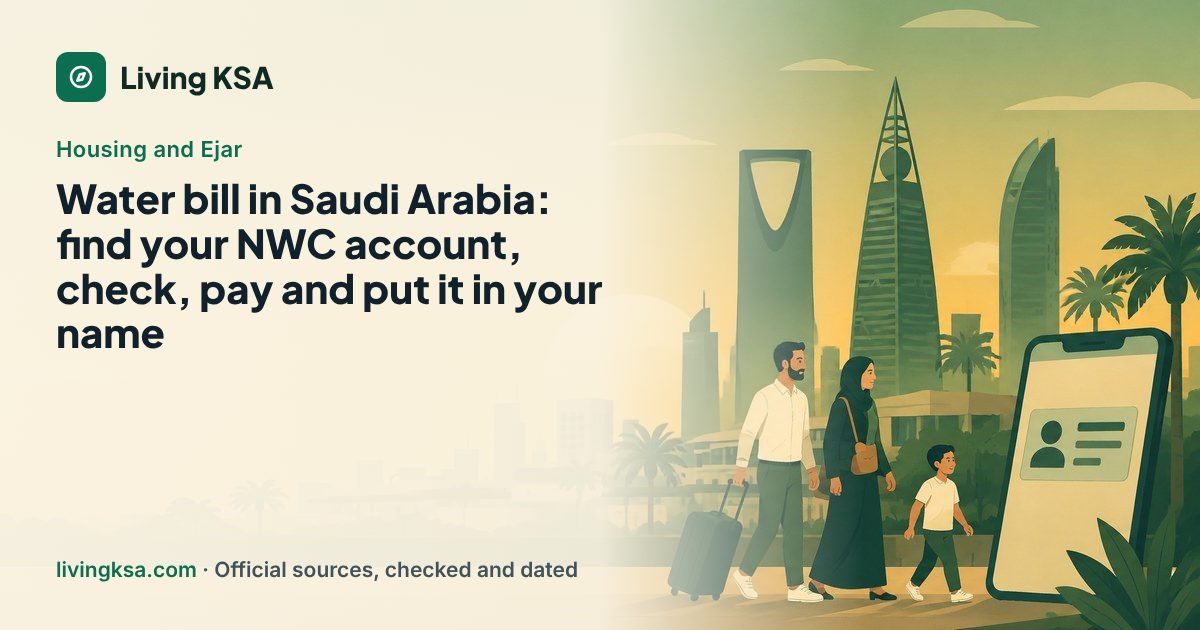 Living KSA
Housing and Ejar
Water bill in Saudi Arabia:
find your NWC account,
check, pay and put it in your
name
livingksa.com · Official sources, checked and dated